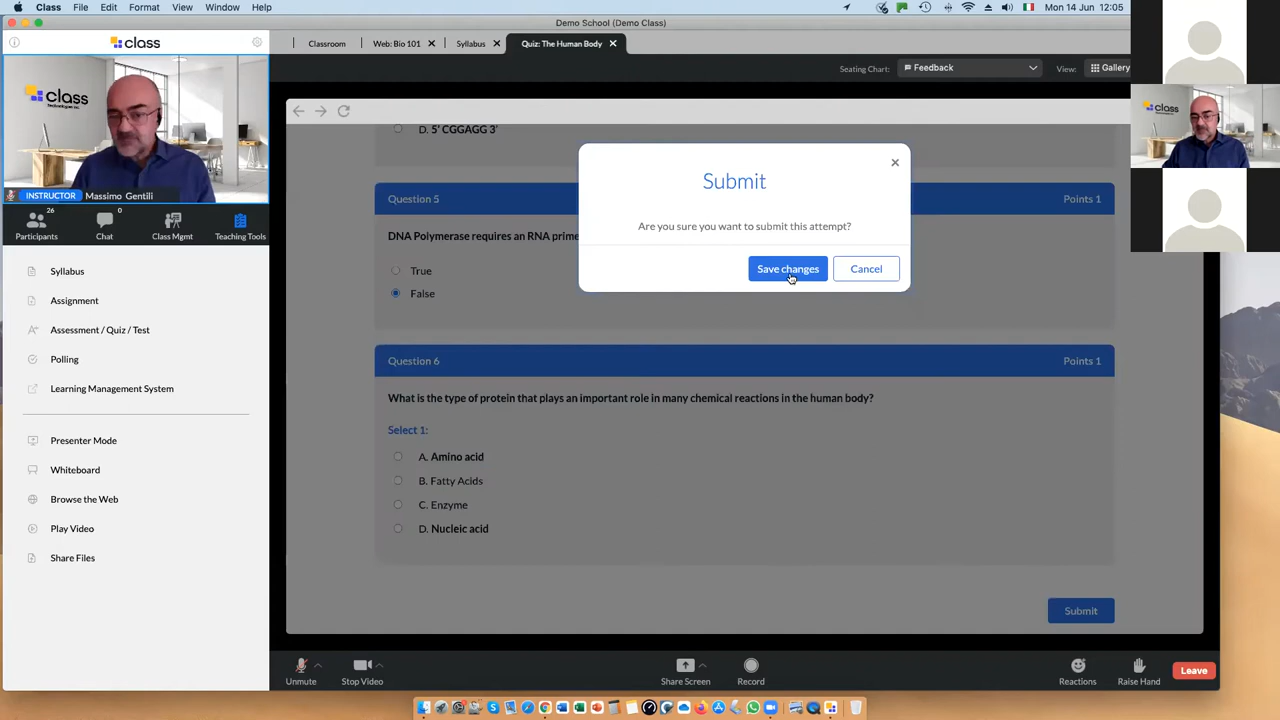 Class File Edit Format View Window Help
Mon 14 Jun 12:05
Demo School (Demo Class)
class
Classroom
Web: Bio 101
Syllabus
Quiz: The Human Body
Seating Chart:
Feedback
View:
Gallery
class
technologies inc.
INSTRUCTOR
Massimo Gentili
26
0
Participants
Chat
Class Mgmt
Teaching Tools
Syllabus
Assignment
Assessment / Quiz / Test
Polling
Learning Management System
Presenter Mode
Whiteboard
Browse the Web
Play Video
Share Files
D. 5' CGGAGG 3'
Submit
Are you sure you want to submit this attempt?
Save changes
Cancel
Question 5
Points 1
DNA Polymerase requires an RNA prime
True
False
Question 6
Points 1
What is the type of protein that plays an important role in many chemical reactions in the human body?
Select 1:
A. Amino acid
B. Fatty Acids
C. Enzyme
D. Nucleic acid
Submit
Unmute
Stop Video
Share Screen
Record
Reactions
Raise Hand
Leave
class